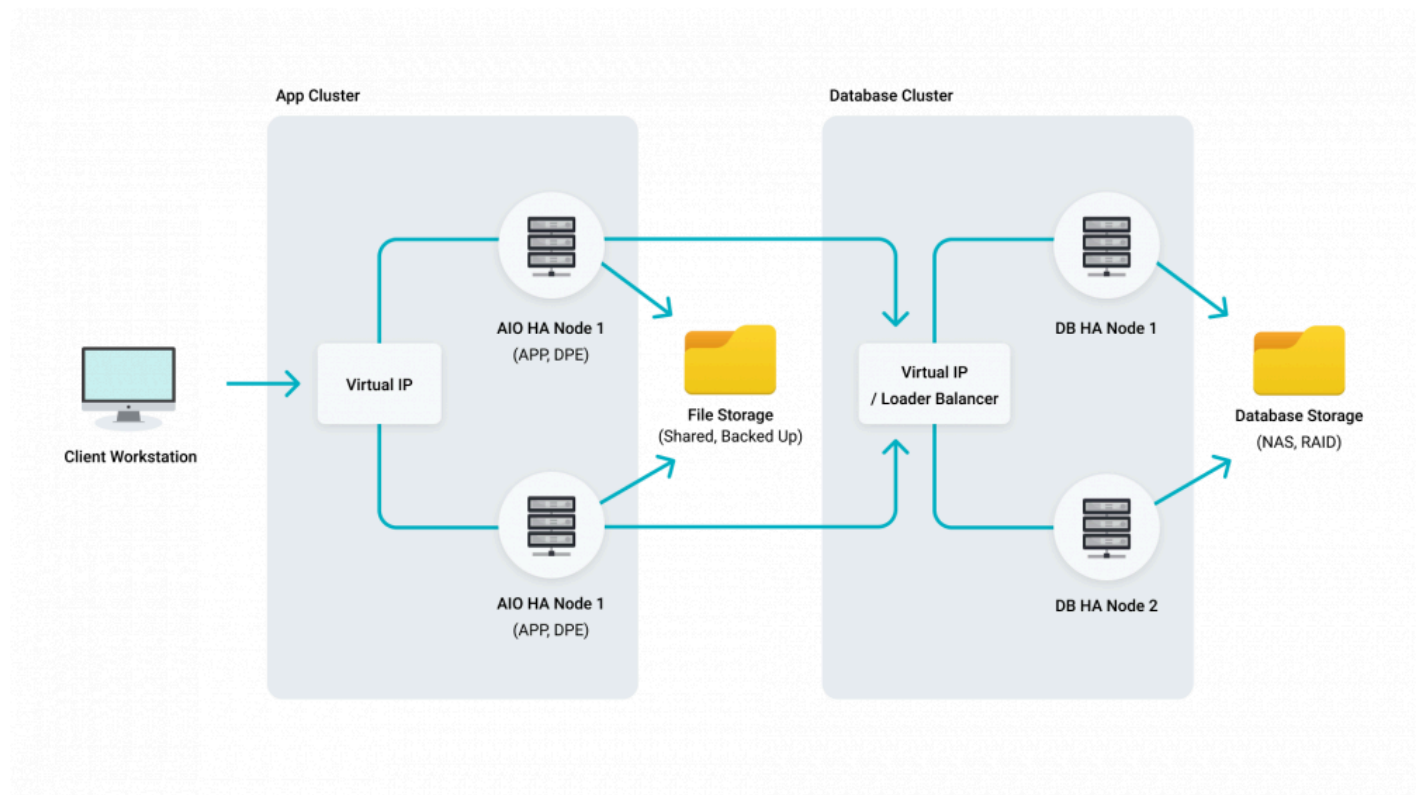 App Cluster
Database Cluster
AIO HA Node 1
(APP, DPE)
DB HA Node 1
Virtual IP
Virtual IP
/ Loader Balancer
File Storage
(Shared, Backed Up)
Database Storage
(NAS, RAID)
Client Workstation
AIO HA Node 1
(APP, DPE)
DB HA Node 2